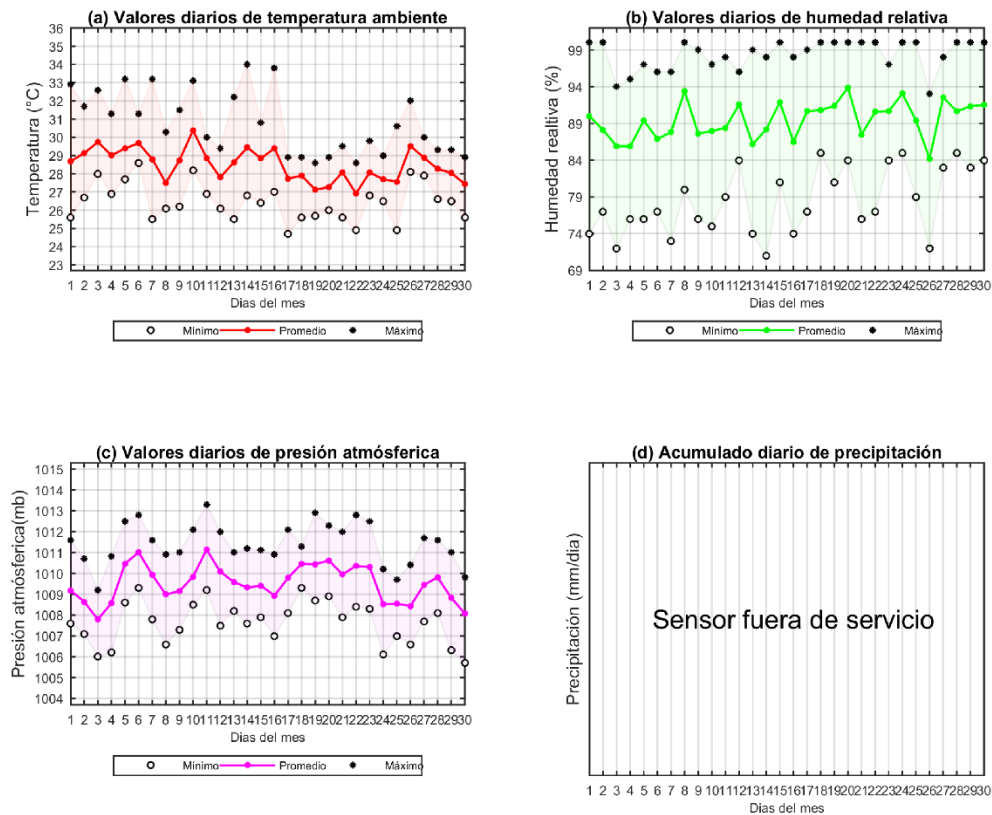 (a) Valores diarios de temperatura ambiente
Temperatura (°C)
36
35
34
33
32
31
30
29
28
27
26
25
24
23
1 2 3 4 5 6 7 8 9 10 11 12 13 14 15 16 17 18 19 20 21 22 23 24 25 26 27 28 29 30
Dias del mes
Minimo Promedio Máximo
(b) Valores diarios de humedad relativa
Humedad realtiva (%)
99
94
89
84
79
74
69
1 2 3 4 5 6 7 8 9 10 11 12 13 14 15 16 17 18 19 20 21 22 23 24 25 26 27 28 29 30
Dias del mes
Minimo Promedio Máximo
(c) Valores diarios de presión atmósferica
Presión atmósferica(mb)
1015
1014
1013
1012
1011
1010
1009
1008
1007
1006
1005
1004
1 2 3 4 5 6 7 8 9 10 11 12 13 14 15 16 17 18 19 20 21 22 23 24 25 26 27 28 29 30
Dias del mes
Minimo Promedio Máximo
(d) Acumulado diario de precipitación
Precipitación (mm/dia)
Sensor fuera de servicio
1 2 3 4 5 6 7 8 9 10 11 12 13 14 15 16 17 18 19 20 21 22 23 24 25 26 27 28 29 30
Dias del mes